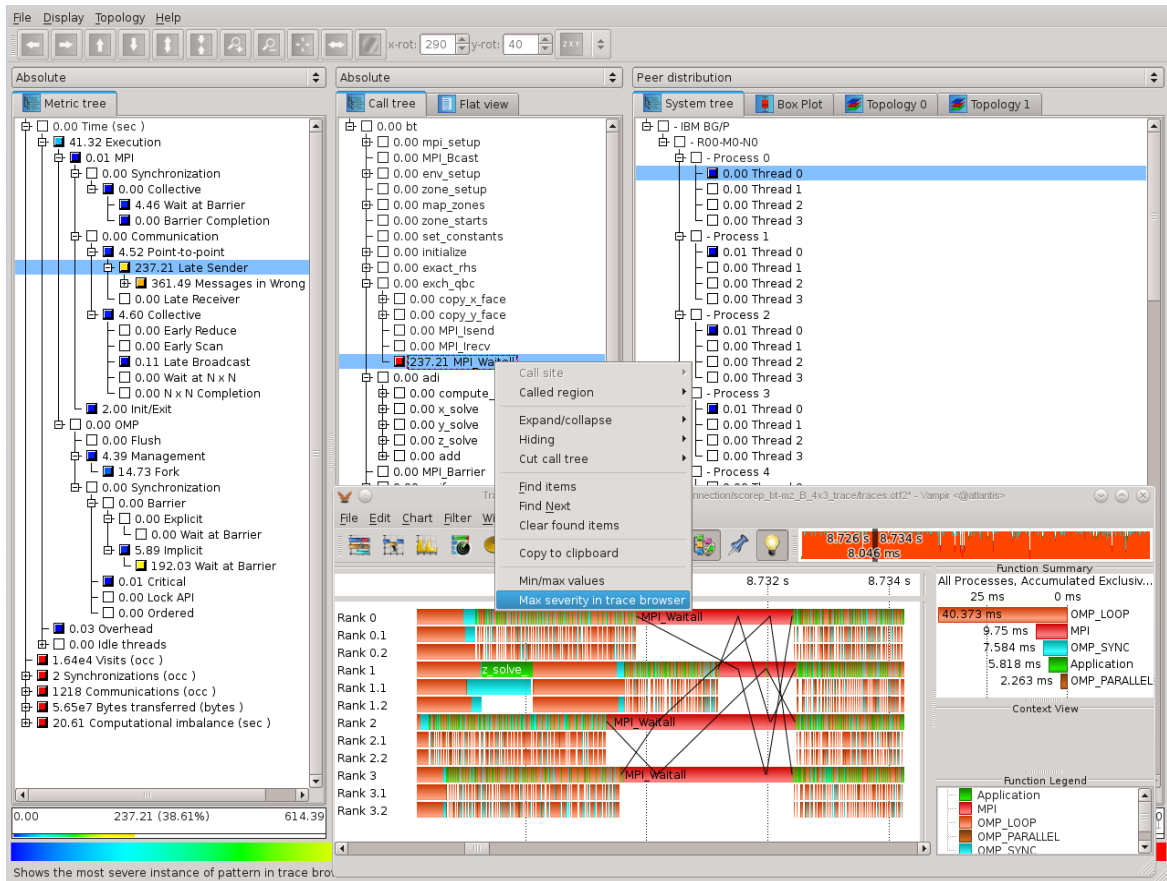 File Display Topology Help
x-rot: 290 y-rot: 40
Absolute
Metric tree
0.00 Time (sec )
41.32 Execution
0.01 MPI
0.00 Synchronization
0.00 Collective
4.46 Wait at Barrier
0.00 Barrier Completion
0.00 Communication
4.52 Point-to-point
237.21 Late Sender
361.49 Messages in Wrong
0.00 Late Receiver
4.60 Collective
0.00 Early Reduce
0.00 Early Scan
0.11 Late Broadcast
0.00 Wait at N x N
0.00 N x N Completion
2.00 Init/Exit
0.00 OMP
0.00 Flush
4.39 Management
14.73 Fork
0.00 Synchronization
0.00 Barrier
0.00 Explicit
0.00 Wait at Barrier
5.89 Implicit
192.03 Wait at Barrier
0.01 Critical
0.00 Lock API
0.00 Ordered
0.03 Overhead
0.00 Idle threads
1.64e4 Visits (occ )
2 Synchronizations (occ )
1218 Communications (occ )
5.65e7 Bytes transferred (bytes )
20.61 Computational imbalance (sec )
0.00 237.21 (38.61%) 614.39
Shows the most severe instance of pattern in trace
Absolute
Call tree Flat view
0.00 bt
0.00 mpi_setup
0.00 MPI_Bcast
0.00 env_setup
0.00 zone_setup
0.00 map_zones
0.00 zone_starts
0.00 set_constants
0.00 initialize
0.00 exact_rhs
0.00 exch_qbc
0.00 copy_x_face
0.00 copy_y_face
0.00 MPI_Isend
0.00 MPI_Irecv
237.21 MPI_Waitall
0.00 adi
0.00 compute_
0.00 x_solve
0.00 y_solve
0.00 z_solve
0.00 add
0.00 MPI_Barrier
Call site
Called region
Expand/collapse
Hiding
Cut call tree
Find items
Find Next
Clear found items
Copy to clipboard
Min/max values
Max severity in trace browser
Peer distribution
System tree Box Plot Topology 0 Topology 1
- IBM BG/P
- R00-M0-N0
- Process 0
0.00 Thread 0
0.00 Thread 1
0.00 Thread 2
0.00 Thread 3
- Process 1
0.01 Thread 0
0.00 Thread 1
0.00 Thread 2
0.00 Thread 3
- Process 2
0.01 Thread 0
0.00 Thread 1
0.00 Thread 2
0.00 Thread 3
- Process 3
0.01 Thread 0
0.00 Thread 1
0.00 Thread 2
0.00 Thread 3
- Process 4
nnection/scorep_bt-mz_B_4x3_trace/traces.otf2* - Vampir <@atlantis>
File Edit Chart Filter
8.726 s 8.734 s
8.046 ms
8.732 s 8.734 s
Rank 0 MPI_Waitall
Rank 0.1
Rank 0.2
Rank 1 z_solve_
Rank 1.1
Rank 1.2
Rank 2 MPI_Waitall
Rank 2.1
Rank 2.2
Rank 3 MPI_Waitall
Rank 3.1
Rank 3.2
Function Summary
All Processes, Accumulated Exclusiv...
25 ms 0 ms
40.373 ms OMP_LOOP
9.75 ms MPI
7.584 ms OMP_SYNC
5.818 ms Application
2.263 ms OMP_PARALLEL
Context View
Function Legend
Application
MPI
OMP_LOOP
OMP_PARALLEL
OMP_SYNC